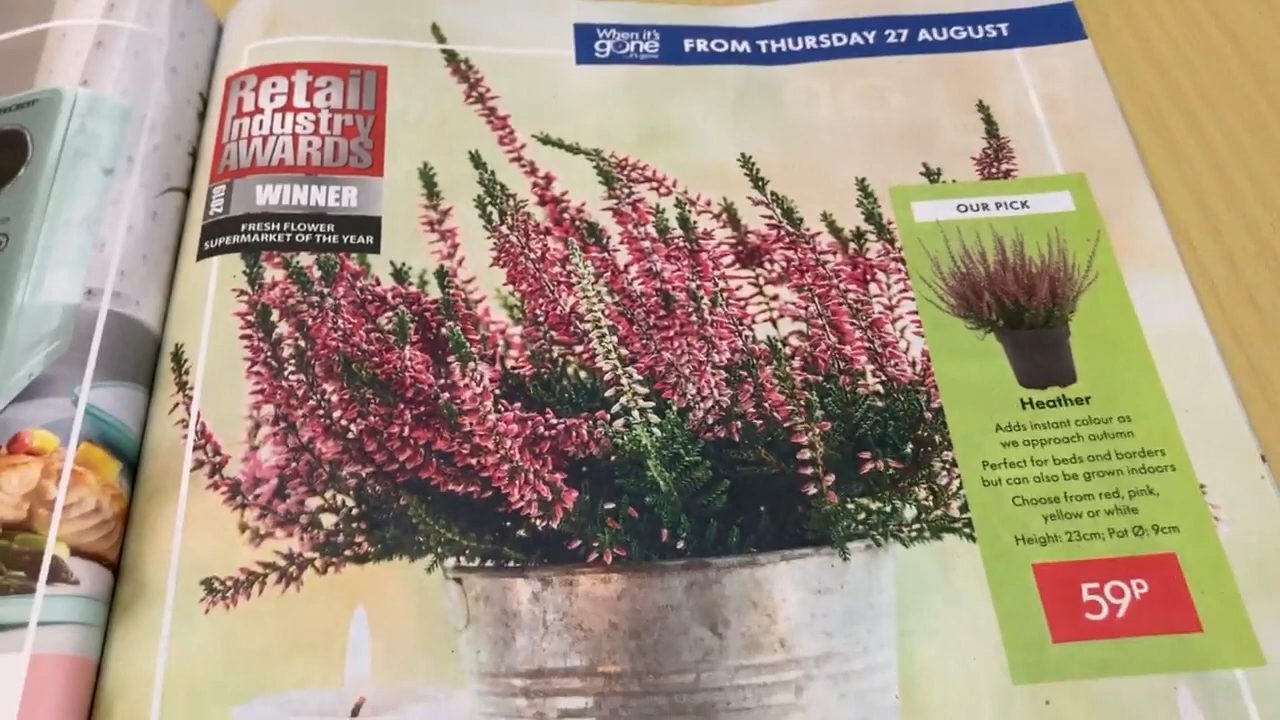 When it's
gone
FROM THURSDAY 27 AUGUST
Retail
Industry
AWARDS
2019
WINNER
FRESH FLOWER
SUPERMARKET OF THE YEAR
OUR PICK
Heather
Adds instant colour as
we approach autumn
Perfect for beds and borders
but can also be grown indoors
Choose from red, pink,
yellow or white
Height: 23cm; Pot Ø: 9cm
59P